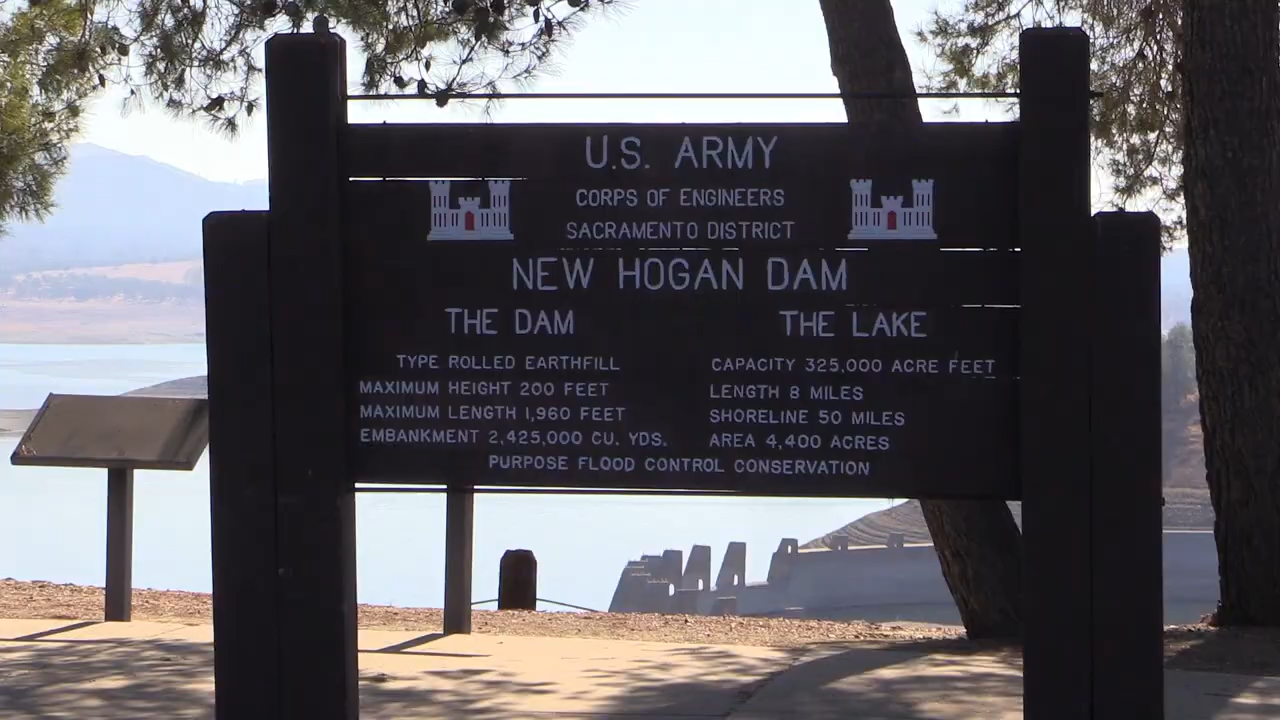 U.S. ARMY
CORPS OF ENGINEERS
SACRAMENTO DISTRICT
NEW HOGAN DAM
THE DAM
TYPE ROLLED EARTHFILL
MAXIMUM HEIGHT 200 FEET
MAXIMUM LENGTH 1,960 FEET
EMBANKMENT 2,425,000 CU. YDS.
THE LAKE
CAPACITY 325,000 ACRE FEET
LENGTH 8 MILES
SHORELINE 50 MILES
AREA 4,400 ACRES
PURPOSE FLOOD CONTROL CONSERVATION